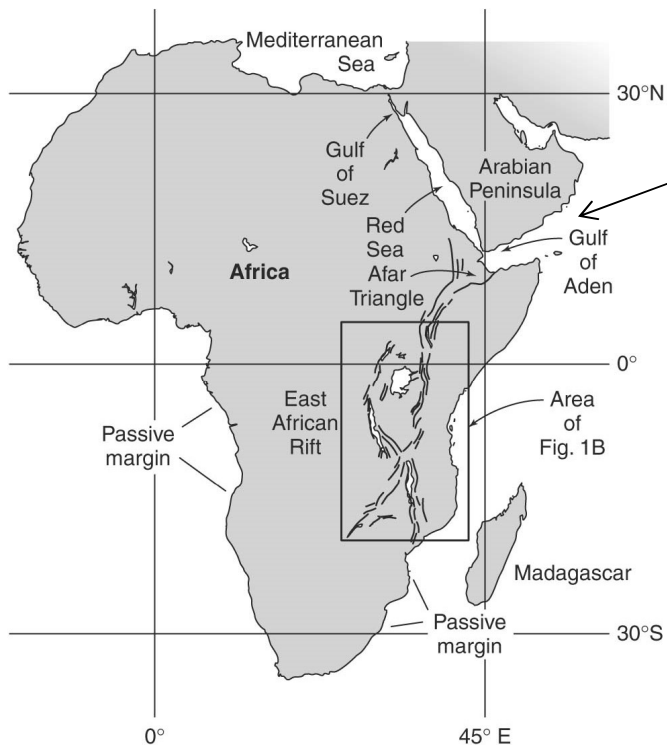 Mediterranean
Sea
30°N
Gulf
of
Suez
Arabian
Peninsula
Red
Sea
Gulf
of
Aden
Africa
Afar
Triangle
0°
East
African
Rift
Area
of
Fig. 1B
Passive
margin
Madagascar
Passive
margin
30°S
0°
45° E